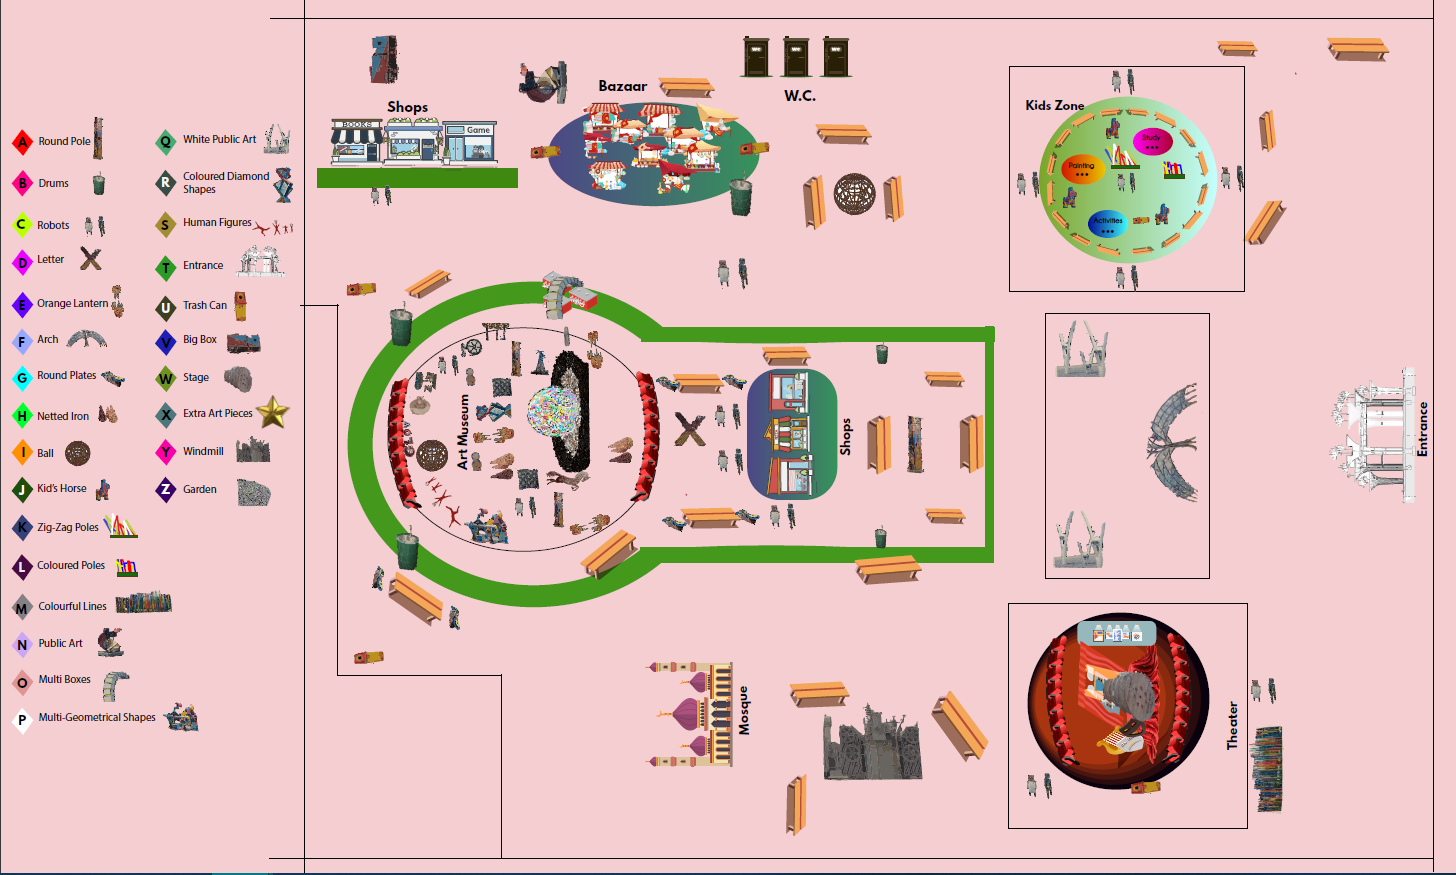 A Round Pole
B Drums
C Robots
D Letter
E Orange Lantern
F Arch
G Round Plates
H Netted Iron
I Ball
J Kid's Horse
K Zig-Zag Poles
L Coloured Poles
M Colourful Lines
N Public Art
O Multi Boxes
P Multi-Geometrical Shapes
Q White Public Art
R Coloured Diamond
Shapes
S Human Figures
T Entrance
U Trash Can
V Big Box
W Stage
X Extra Art Pieces
Y Windmill
Z Garden
Shops
BOOKS
Game
Bazaar
WC
WC
WC
W.C.
Kids Zone
Study
Painting
Activities
Art Museum
Shops
Entrance
Mosque
Theater